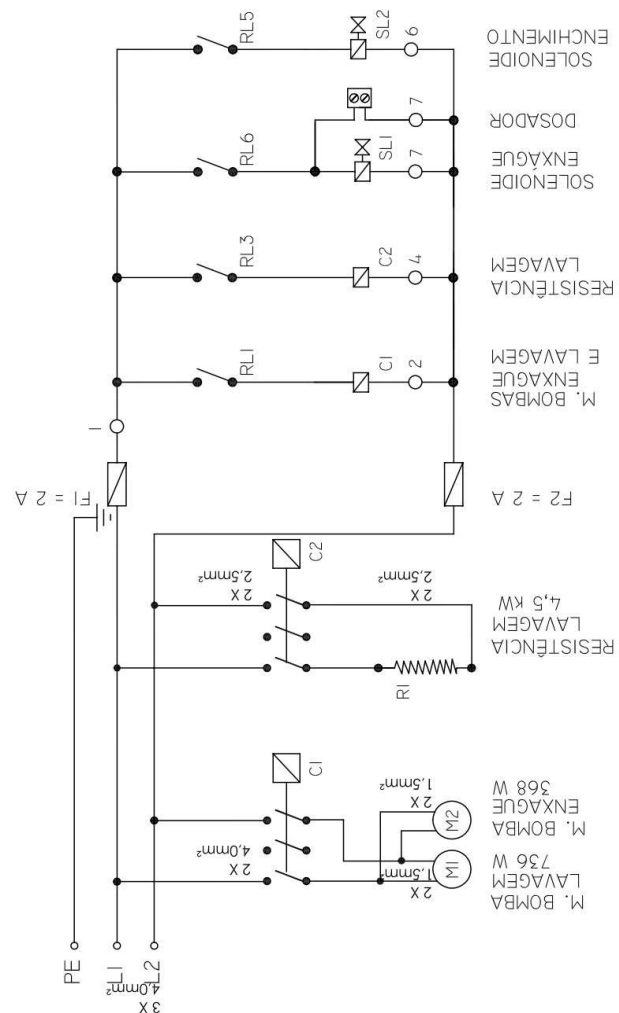 RL5
SL2
6
SOLENOIDE
ENCHIMENTO
7
DOSADOR
RL6
SL1
7
SOLENOIDE
ENXÁGUE
RL3
C2
4
RESISTÊNCIA
LAVAGEM
RL1
C1
2
M. BOMBAS
ENXAGUE
E LAVAGEM
1
F1 = 2 A
F2 = 2 A
C2
2 X
2,5mm²
2 X
2,5mm²
R1
RESISTÊNCIA
LAVAGEM
4,5 kW
C1
2 X
4,0mm²
2 X
1,5mm²
M2
M. BOMBA
ENXAGUE
368 W
2 X
1,5mm²
M1
M. BOMBA
LAVAGEM
736 W
PE
L1
L2
3 X
4,0mm²